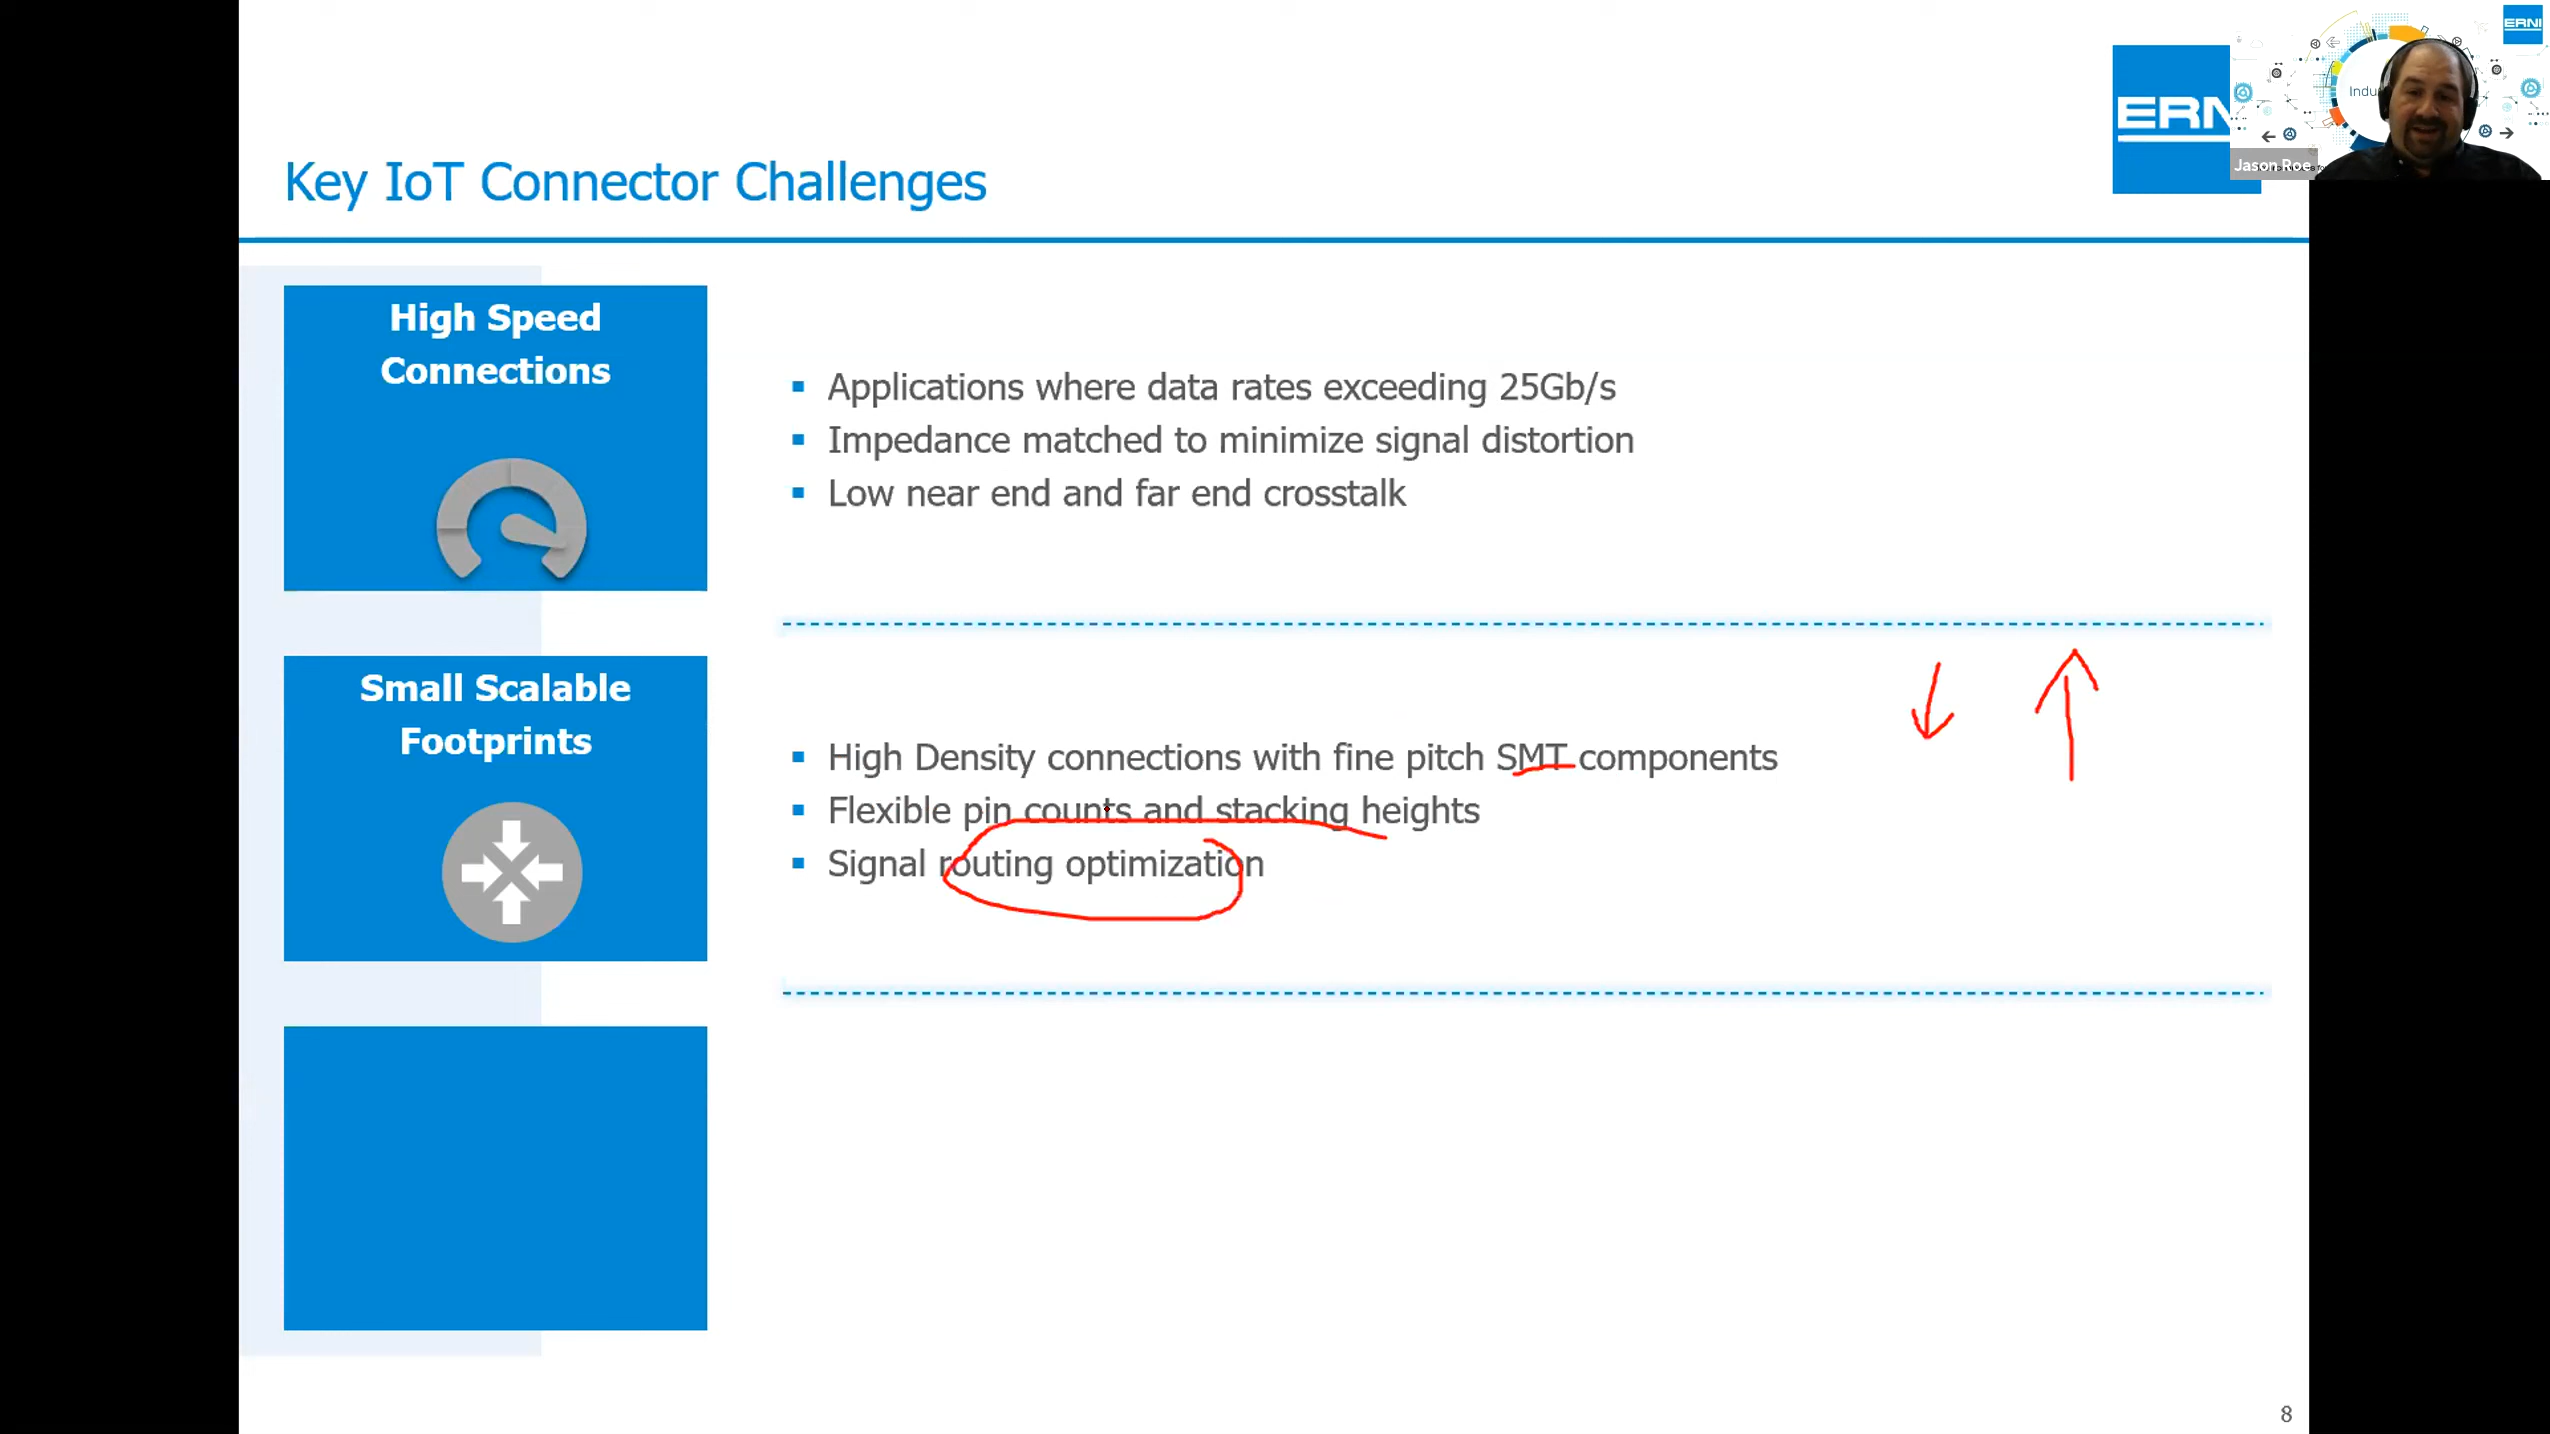 ERNI
ERN
Indu
Jason Roe
Key IoT Connector Challenges
High Speed
Connections
Applications where data rates exceeding 25Gb/s
Impedance matched to minimize signal distortion
Low near end and far end crosstalk
Small Scalable
Footprints
High Density connections with fine pitch SMT components
Flexible pin counts and stacking heights
Signal routing optimization
8